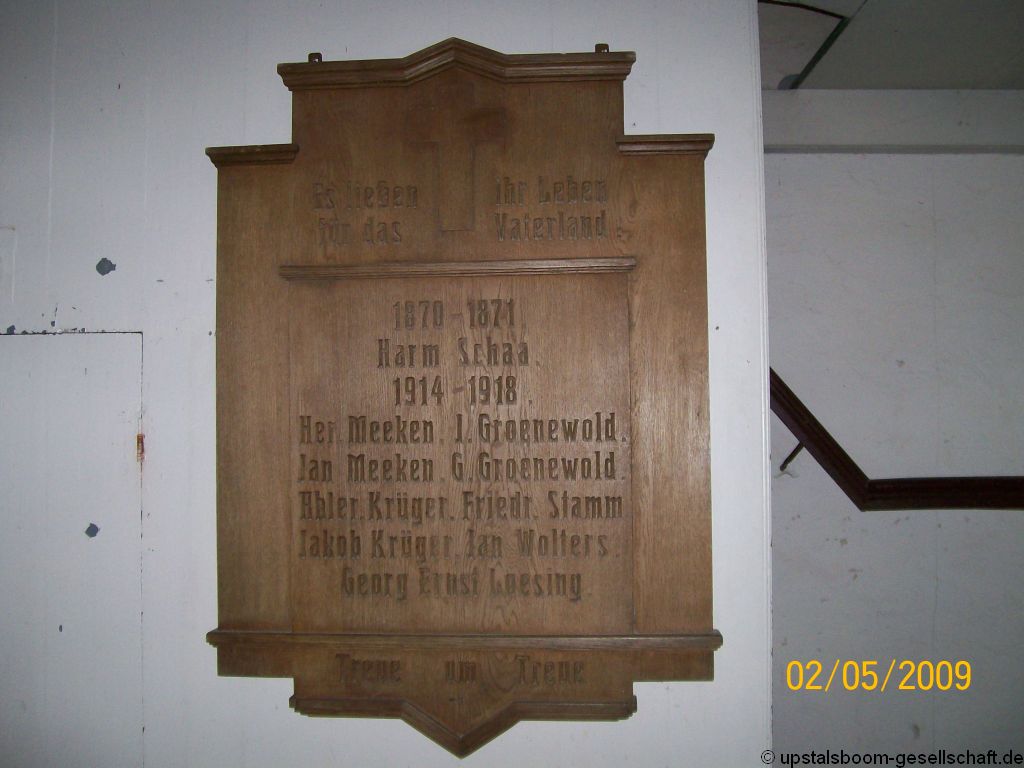 Es ließen ihr Leben
für das Vaterland.
1870 - 1871.
Harm Schaa.
1914 - 1918.
Her. Meeken. J. Groenewold.
Jan Meeken. G. Groenewold.
Abler. Krüger. Friedr. Stamm
Jakob Krüger. Jan Wolters.
Georg Ernst Loesing.
Treue um Treue
02/05/2009
© upstalsboom-gesellschaft.de